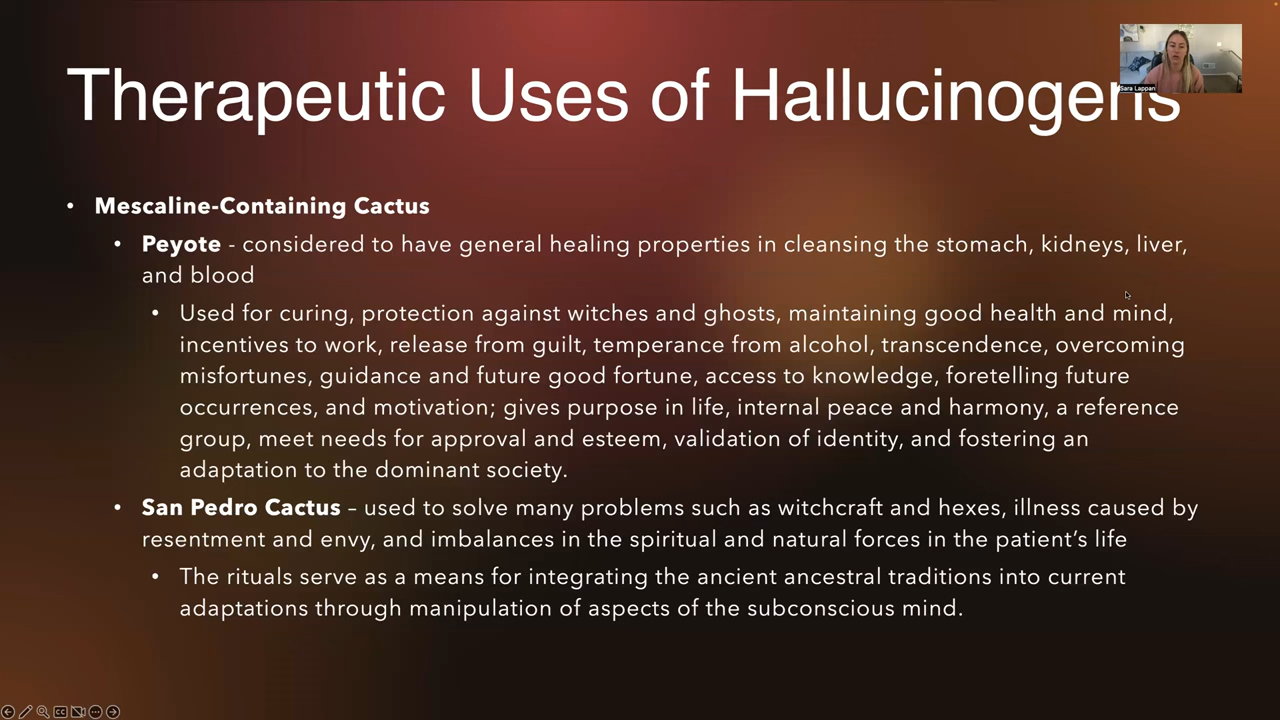 Therapeutic Uses of Hallucinogens
Sara Lappan
• Mescaline-Containing Cactus
• Peyote - considered to have general healing properties in cleansing the stomach, kidneys, liver,
and blood
• Used for curing, protection against witches and ghosts, maintaining good health and mind,
incentives to work, release from guilt, temperance from alcohol, transcendence, overcoming
misfortunes, guidance and future good fortune, access to knowledge, foretelling future
occurrences, and motivation; gives purpose in life, internal peace and harmony, a reference
group, meet needs for approval and esteem, validation of identity, and fostering an
adaptation to the dominant society.
• San Pedro Cactus – used to solve many problems such as witchcraft and hexes, illness caused by
resentment and envy, and imbalances in the spiritual and natural forces in the patient’s life
• The rituals serve as a means for integrating the ancient ancestral traditions into current
adaptations through manipulation of aspects of the subconscious mind.
CC